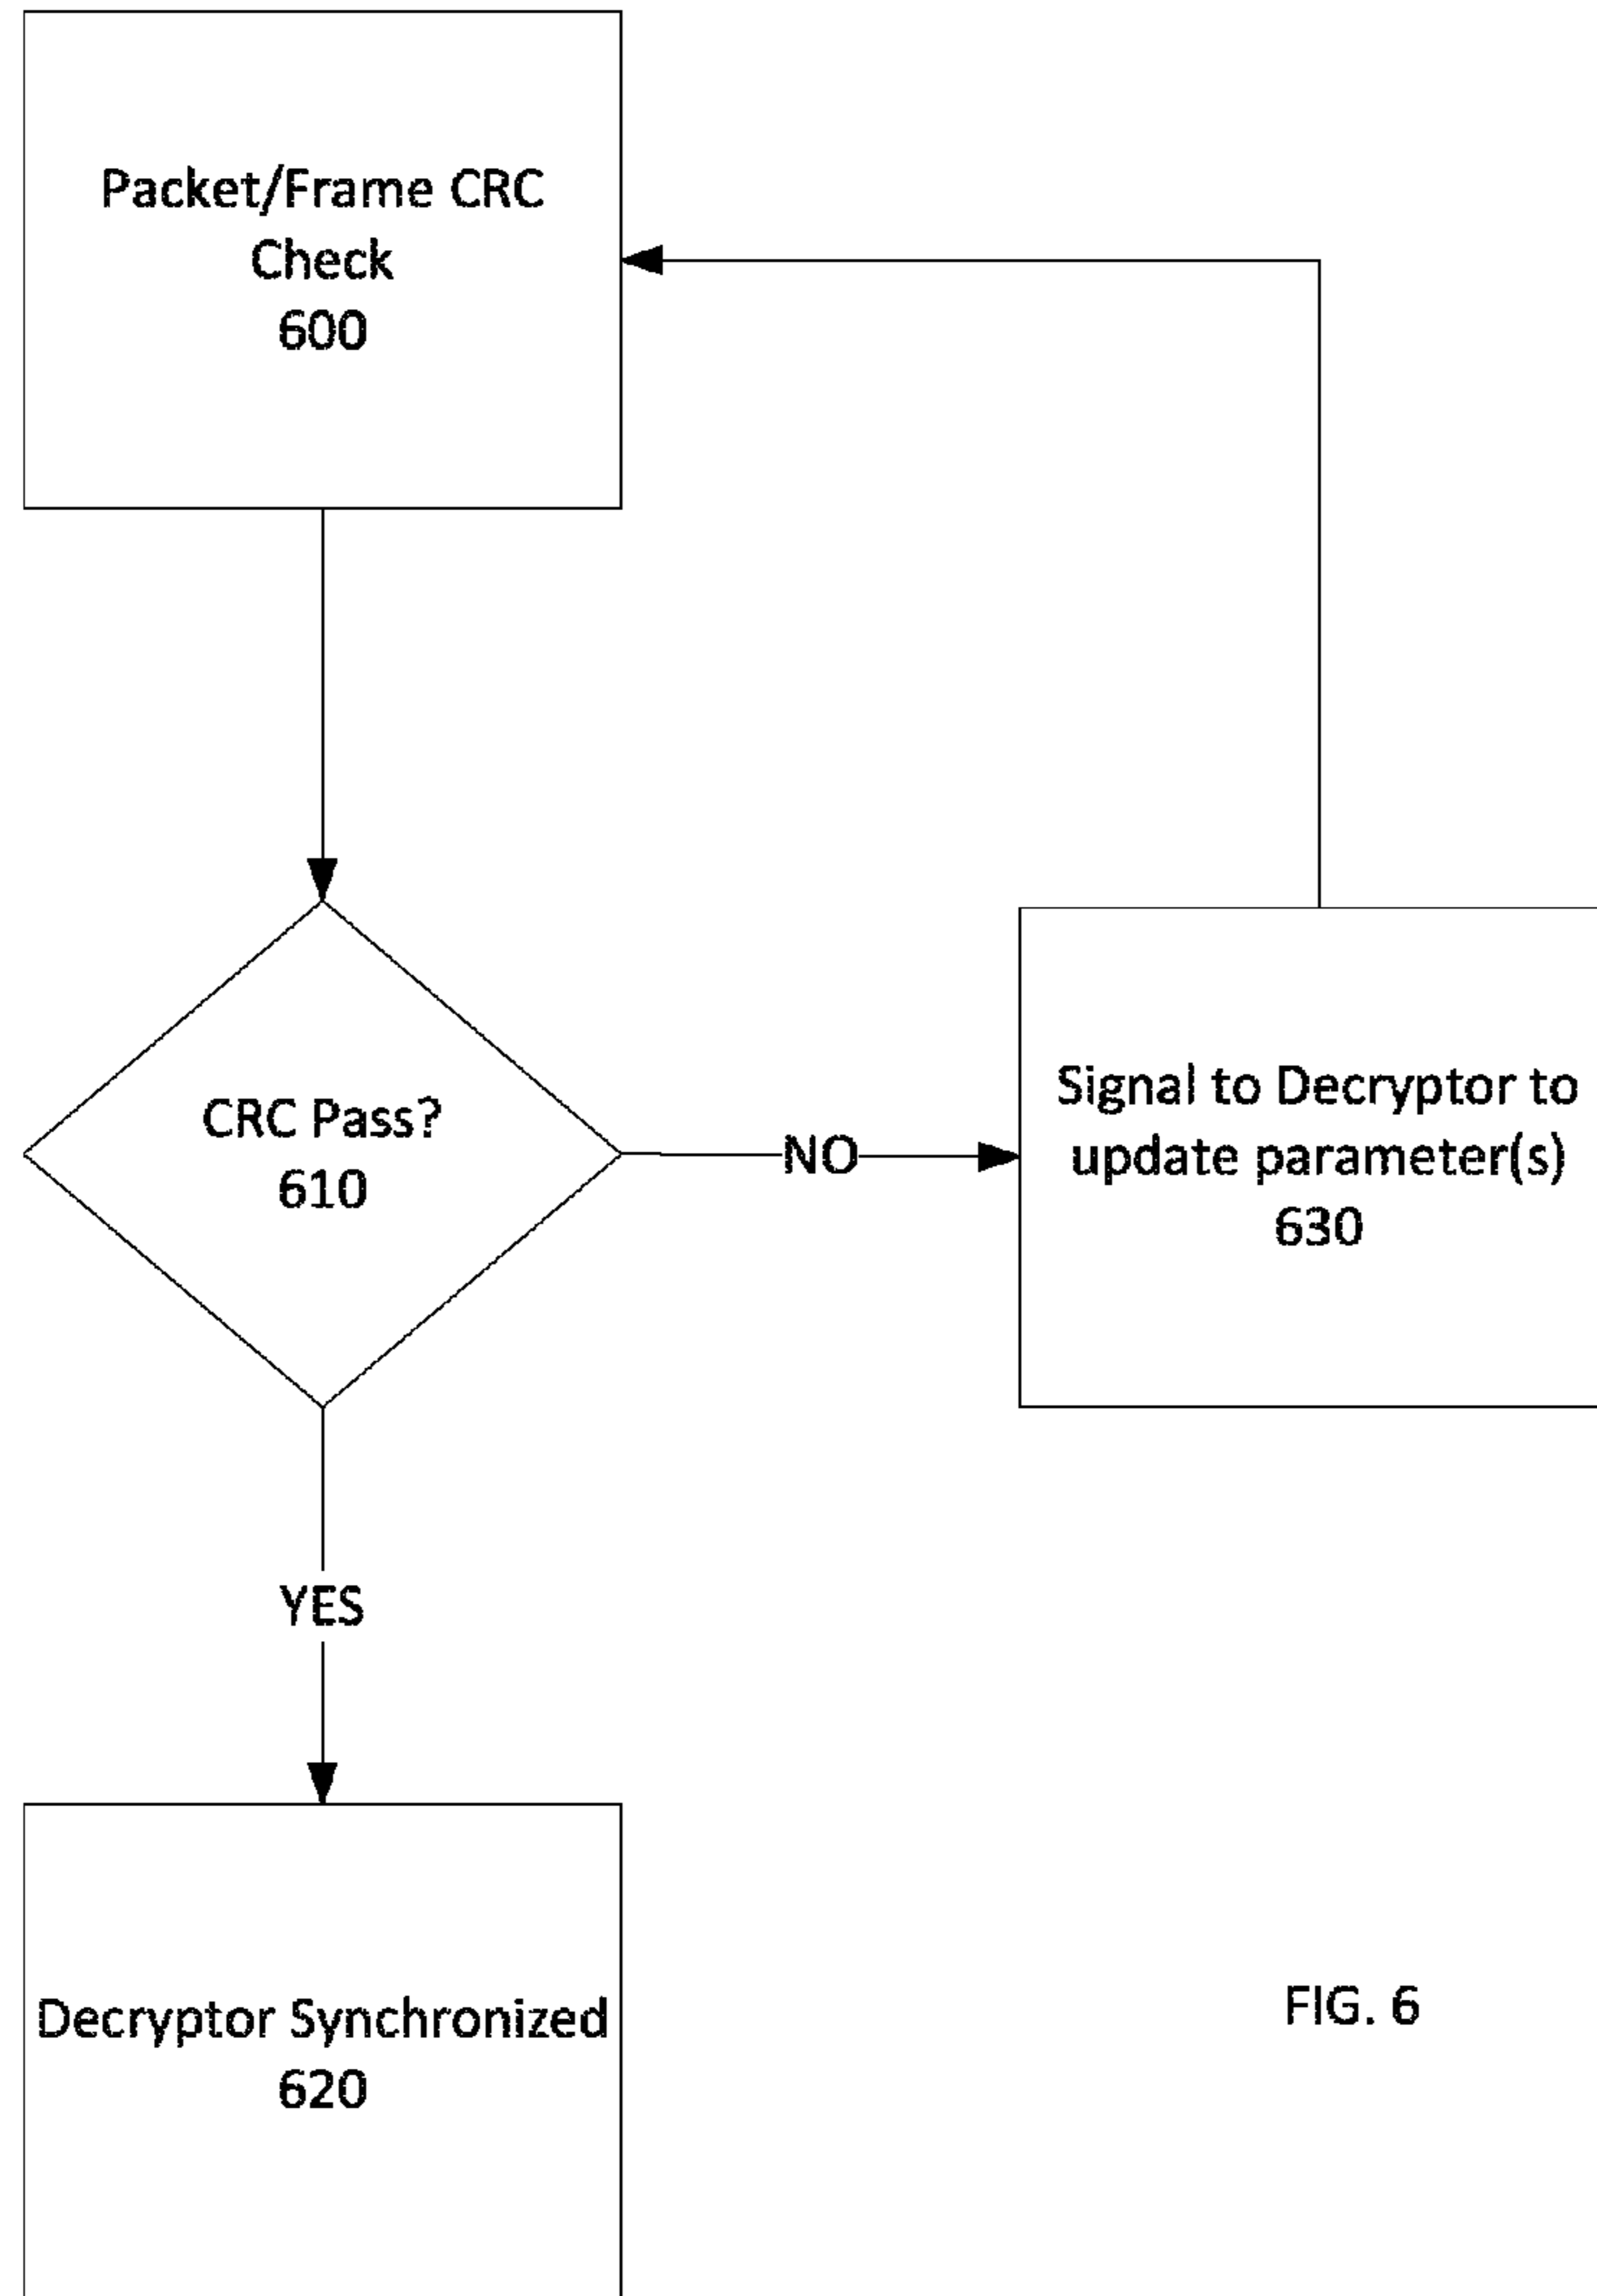 Packet/Frame CRC
Check
600
CRC Pass?
610
NO
Signal to Decryptor to
update parameter(s)
630
YES
Decryptor Synchronized
620
FIG. 6